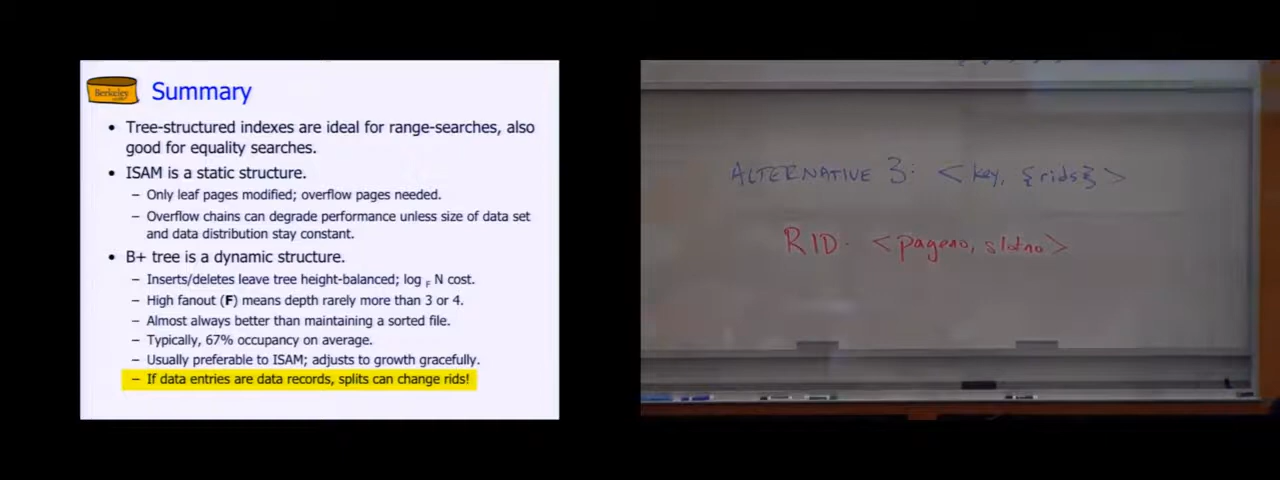 Berkeley
Summary
• Tree-structured indexes are ideal for range-searches, also
good for equality searches.
• ISAM is a static structure.
– Only leaf pages modified; overflow pages needed.
– Overflow chains can degrade performance unless size of data set
and data distribution stay constant.
• B+ tree is a dynamic structure.
– Inserts/deletes leave tree height-balanced; log F N cost.
– High fanout (F) means depth rarely more than 3 or 4.
– Almost always better than maintaining a sorted file.
– Typically, 67% occupancy on average.
– Usually preferable to ISAM; adjusts to growth gracefully.
– If data entries are data records, splits can change rids!
ALTERNATIVE 3: <key, {rids}>
RID: <pageno, slotno>